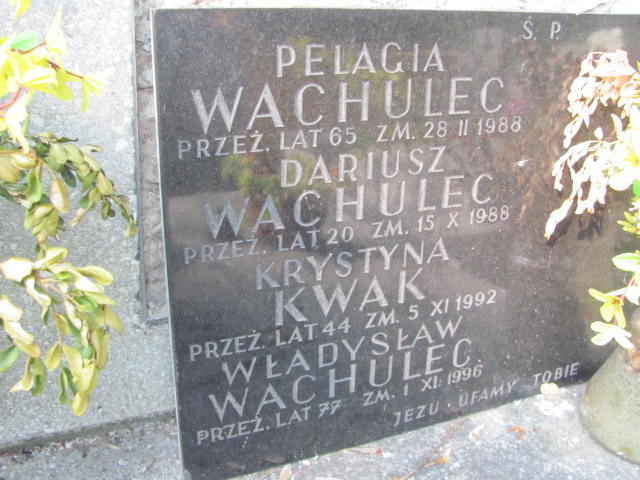 Ś. P.
PELAGIA
WACHULEC
PRZEŻ. LAT 65 ZM. 28 II 1988
DARIUSZ
WACHULEC
PRZEŻ. LAT 20 ZM. 15 X 1988
KRYSTYNA
KWAK
PRZEŻ. LAT 44 ZM. 5 XI 1992
WŁADYSŁAW
WACHULEC
PRZEŻ. LAT 77 ZM. 1 XI. 1996
JEZU • UFAMY TOBIE